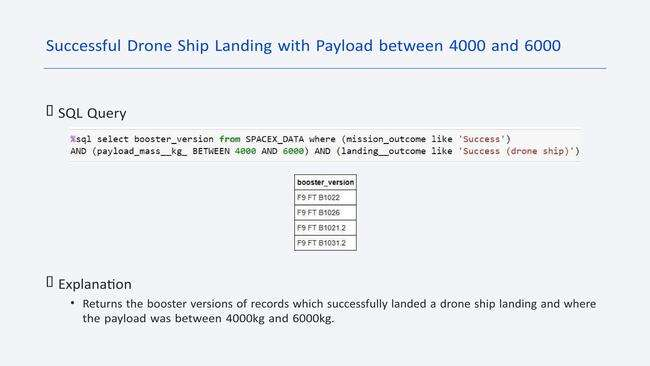 Successful Drone Ship Landing with Payload between 4000 and 6000
SQL Query
%sql select booster_version from SPACEX_DATA where (mission_outcome like 'Success')
AND (payload_mass__kg_ BETWEEN 4000 AND 6000) AND (landing__outcome like 'Success (drone ship)')
booster_version
F9 FT B1022
F9 FT B1026
F9 FT B1021.2
F9 FT B1031.2
Explanation
• Returns the booster versions of records which successfully landed a drone ship landing and where
the payload was between 4000kg and 6000kg.